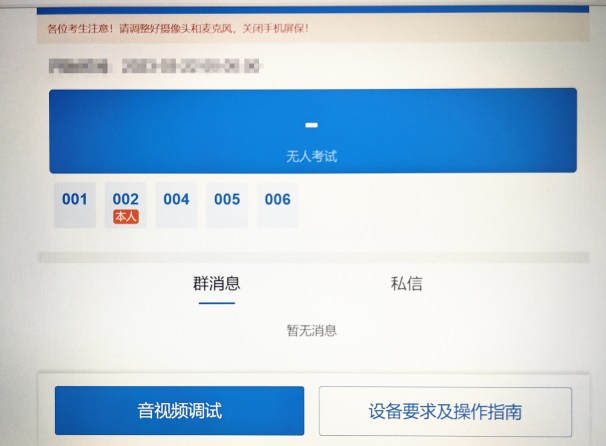 各位考生注意！请调整好摄像头和麦克风，关闭手机屏保！
-
无人考试
001 002 004 005 006
本人
群消息 私信
暂无消息
音视频调试 设备要求及操作指南